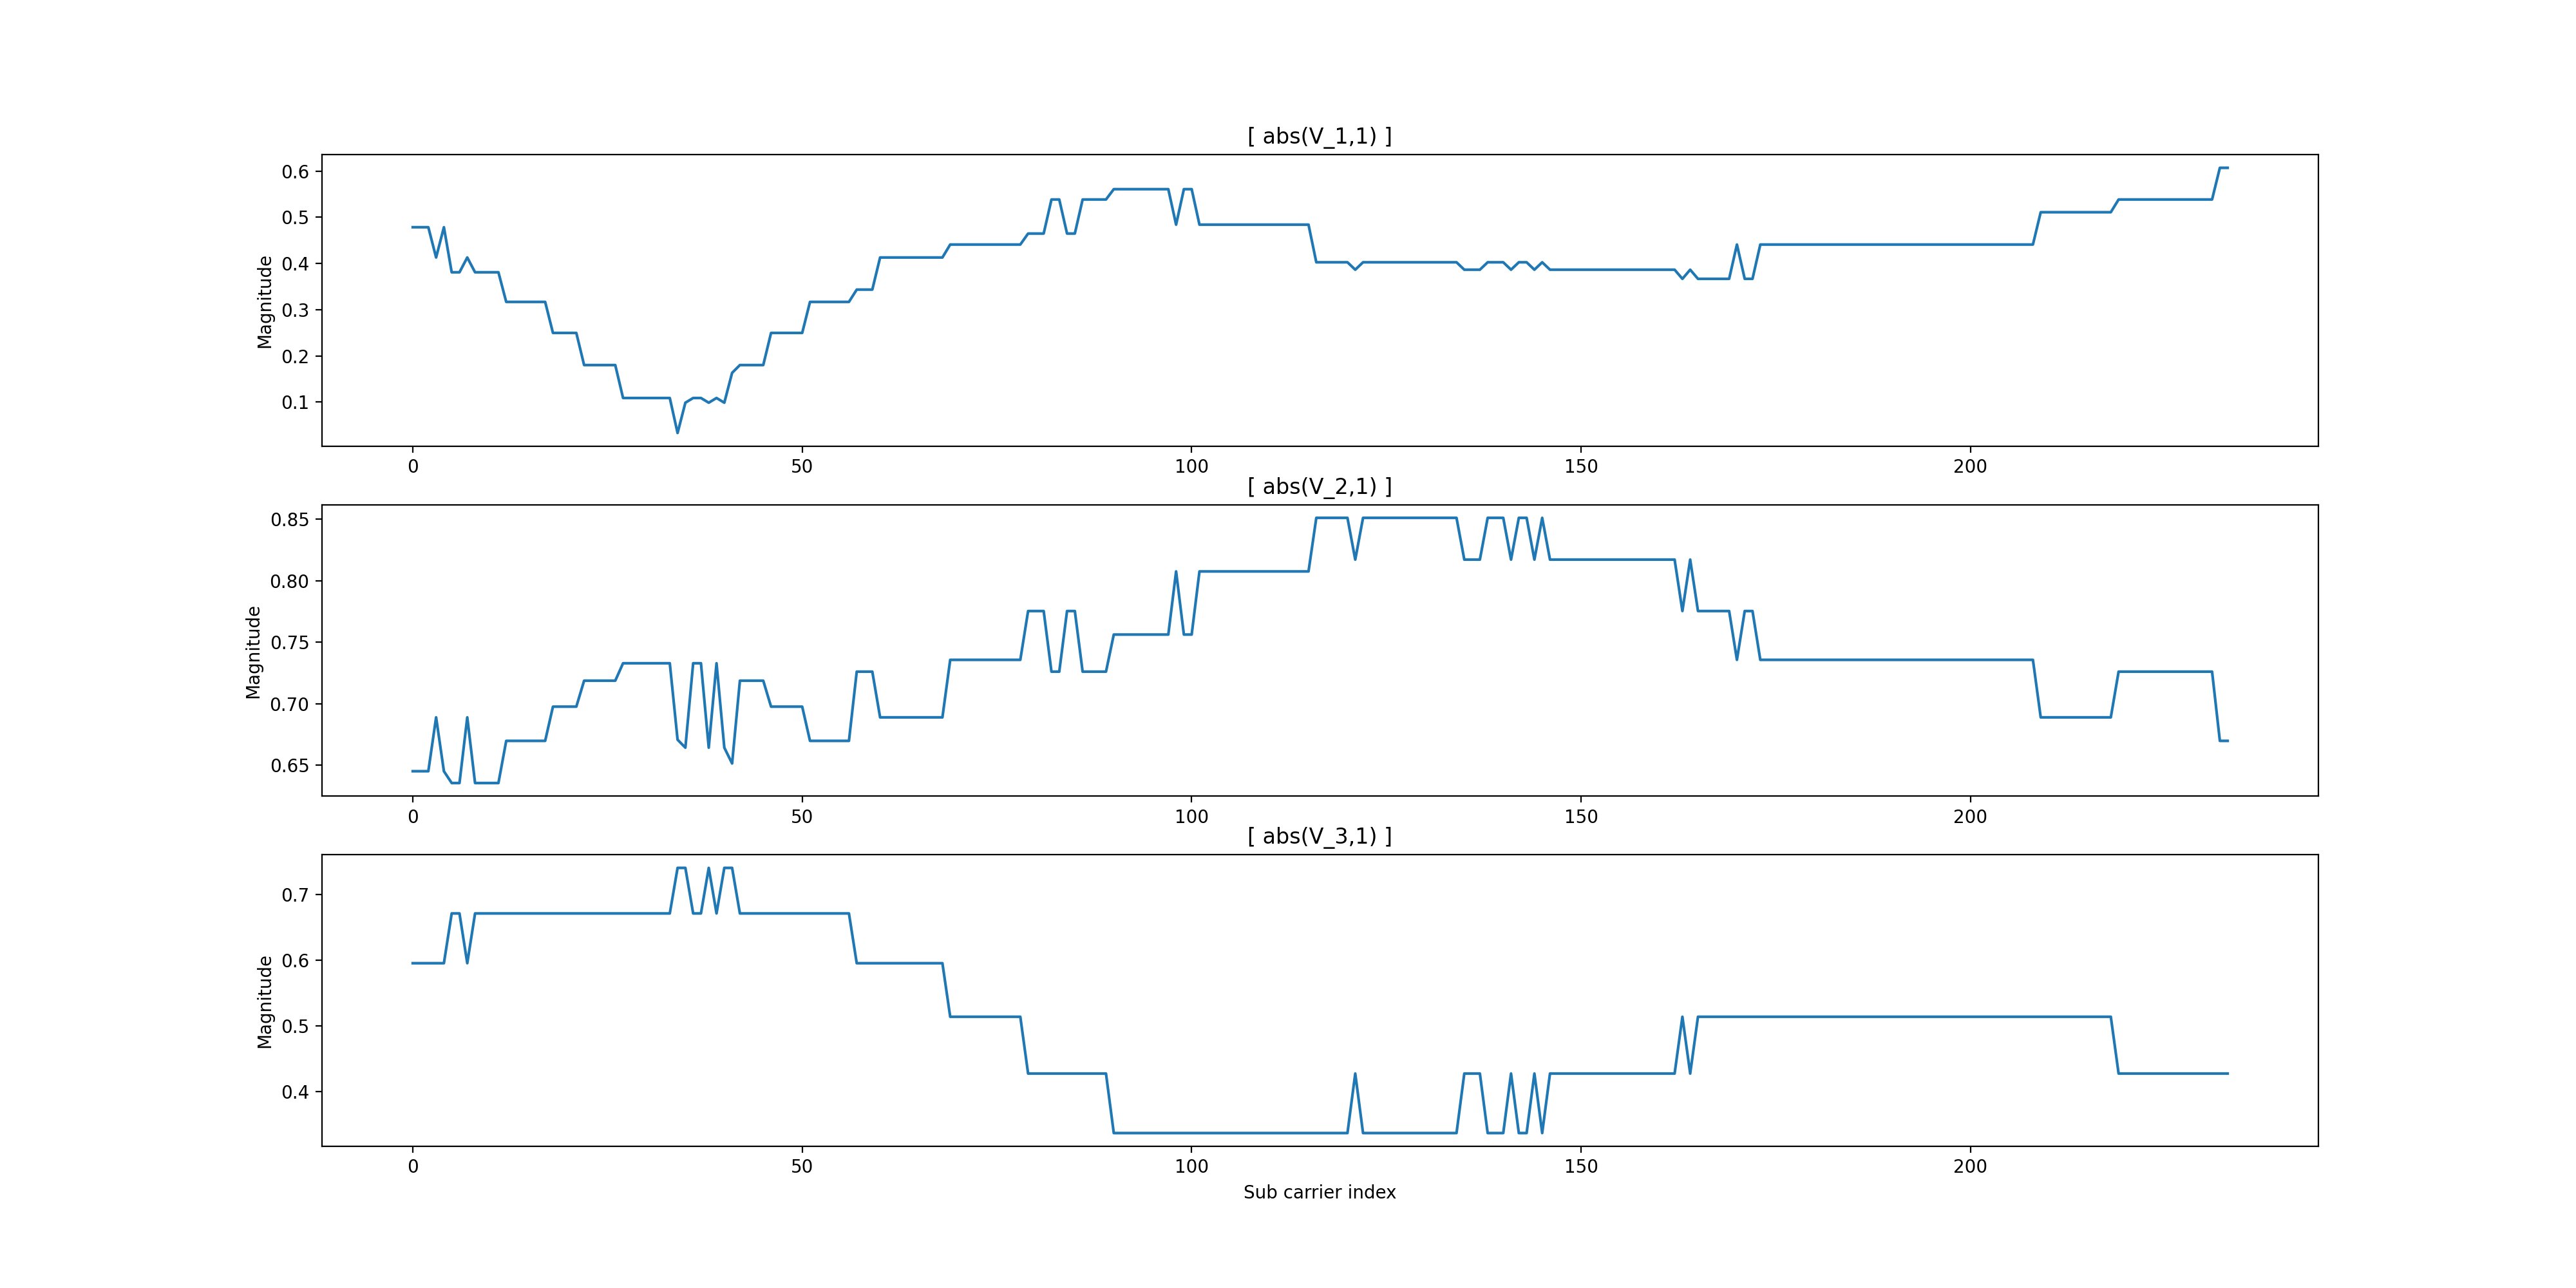 [ abs(V_1,1) ]
Magnitude
0.6
0.5
0.4
0.3
0.2
0.1
0 50 100 150 200
[ abs(V_2,1) ]
Magnitude
0.85
0.80
0.75
0.70
0.65
0 50 100 150 200
[ abs(V_3,1) ]
Magnitude
0.7
0.6
0.5
0.4
0 50 100 150 200
Sub carrier index